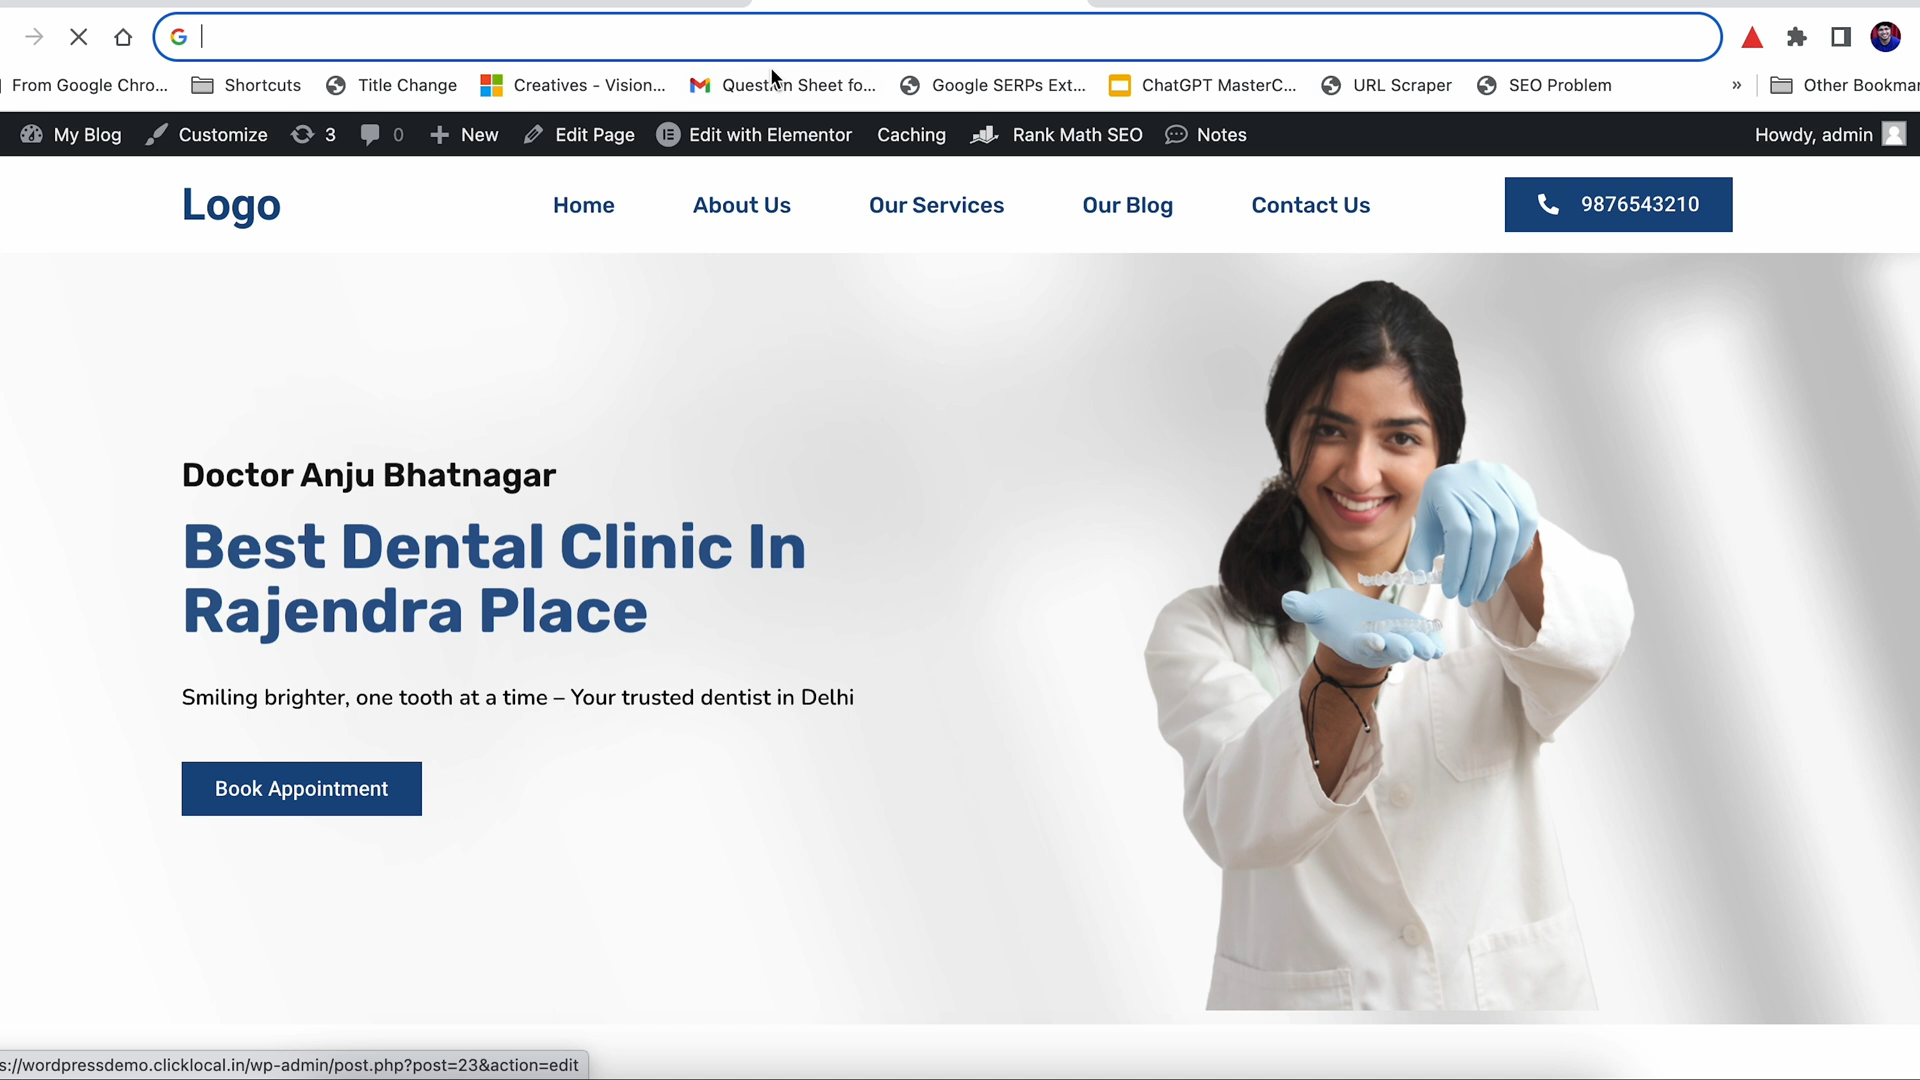 From Google Chro... Shortcuts Title Change Creatives - Vision... Question Sheet fo... Google SERPs Ext... ChatGPT MasterC... URL Scraper SEO Problem » Other Bookmar
My Blog Customize 3 0 New Edit Page Edit with Elementor Caching Rank Math SEO Notes Howdy, admin
Logo Home About Us Our Services Our Blog Contact Us 9876543210
Doctor Anju Bhatnagar
Best Dental Clinic In
Rajendra Place
Smiling brighter, one tooth at a time – Your trusted dentist in Delhi
Book Appointment
s://wordpressdemo.clicklocal.in/wp-admin/post.php?post=23&action=edit